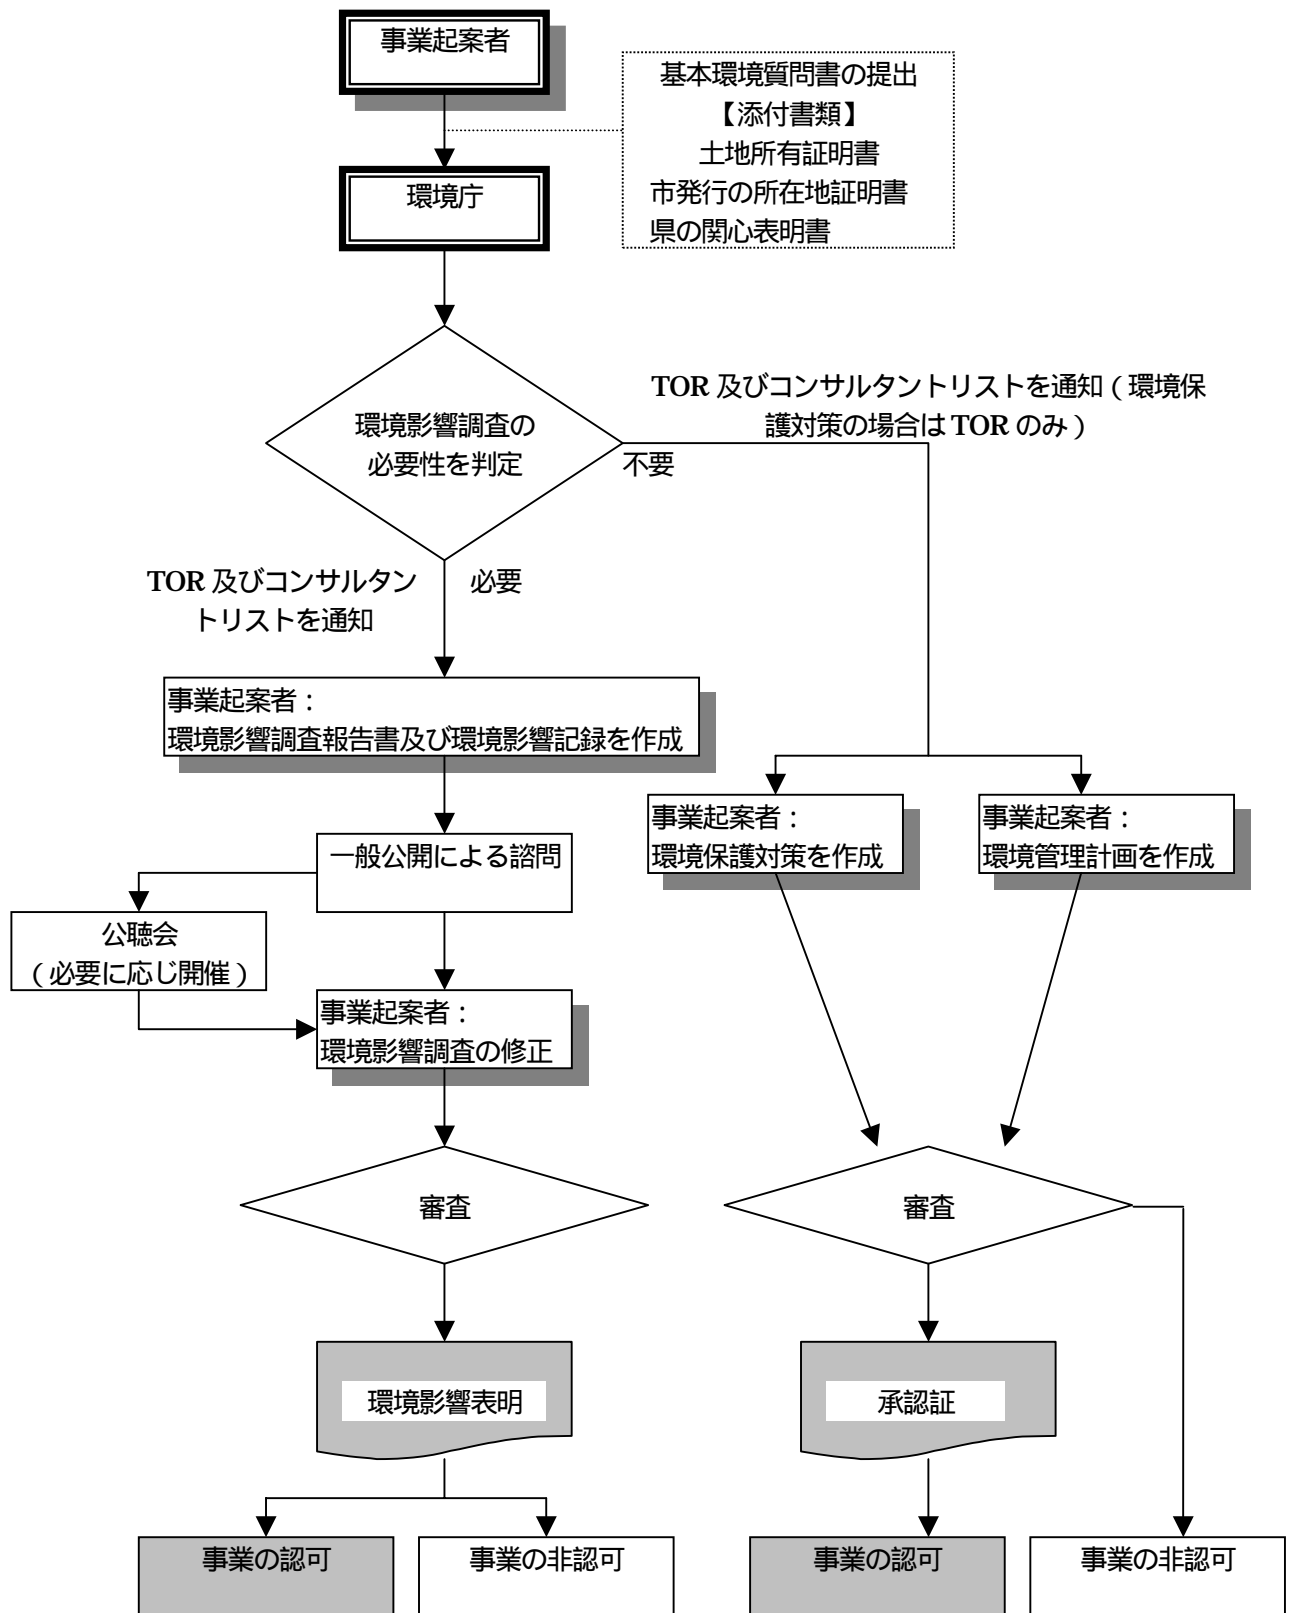 事業起案者
基本環境質問書の提出
【添付書類】
土地所有証明書
市発行の所在地証明書
県の関心表明書
環境庁
環境影響調査の
必要性を判定
TOR 及びコンサルタントリストを通知（環境保
護対策の場合は TOR のみ）
不要
TOR 及びコンサルタン
トリストを通知
必要
事業起案者：
環境影響調査報告書及び環境影響記録を作成
事業起案者：
環境保護対策を作成
事業起案者：
環境管理計画を作成
一般公開による諮問
公聴会
（必要に応じ開催）
事業起案者：
環境影響調査の修正
審査
審査
環境影響表明
承認証
事業の認可
事業の非認可
事業の認可
事業の非認可